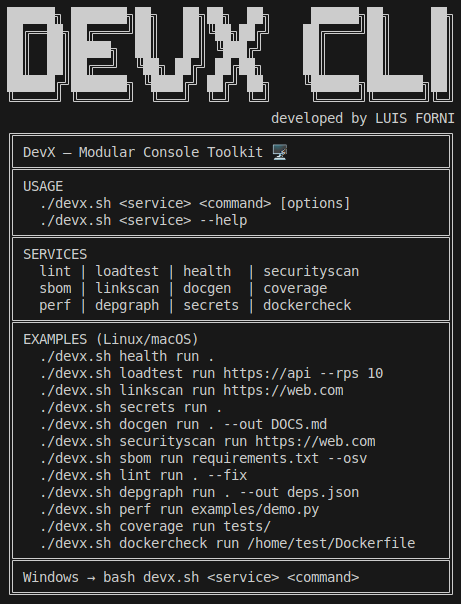 DEVX CLI
developed by LUIS FORNI
DevX — Modular Console Toolkit 🖥️
USAGE
./devx.sh <service> <command> [options]
./devx.sh <service> --help
SERVICES
lint | loadtest | health | securityscan
sbom | linkscan | docgen | coverage
perf | depgraph | secrets | dockercheck
EXAMPLES (Linux/macOS)
./devx.sh health run .
./devx.sh loadtest run https://api --rps 10
./devx.sh linkscan run https://web.com
./devx.sh secrets run .
./devx.sh docgen run . --out DOCS.md
./devx.sh securityscan run https://web.com
./devx.sh sbom run requirements.txt --osv
./devx.sh lint run . --fix
./devx.sh depgraph run . --out deps.json
./devx.sh perf run examples/demo.py
./devx.sh coverage run tests/
./devx.sh dockercheck run /home/test/Dockerfile
Windows → bash devx.sh <service> <command>